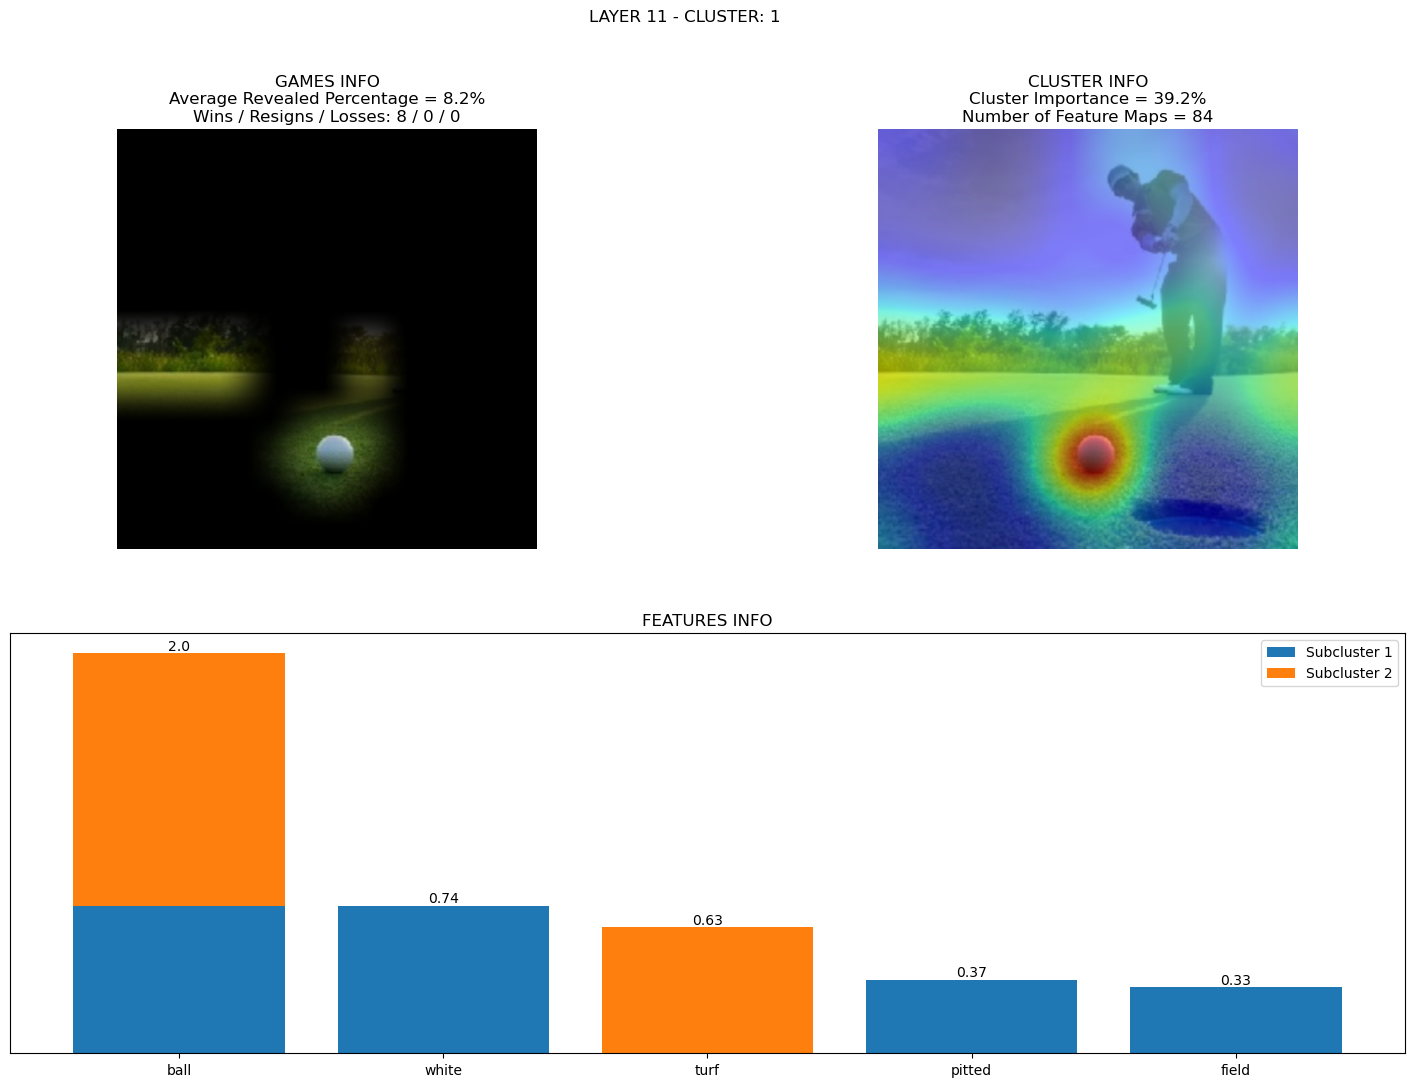 LAYER 11 - CLUSTER: 1
GAMES INFO
Average Revealed Percentage = 8.2%
Wins / Resigns / Losses: 8 / 0 / 0
CLUSTER INFO
Cluster Importance = 39.2%
Number of Feature Maps = 84
FEATURES INFO
Subcluster 1
Subcluster 2
2.0
0.74
0.63
0.37
0.33
ball
white
turf
pitted
field